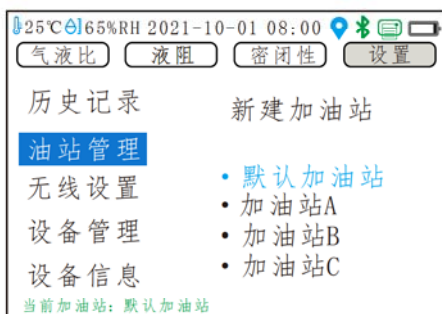 25℃ 65%RH 2021-10-01 08:00
气液比 液阻 密闭性 设置
历史记录
新建加油站
油站管理
无线设置
• 默认加油站
• 加油站A
设备管理
• 加油站B
• 加油站C
设备信息
当前加油站：默认加油站